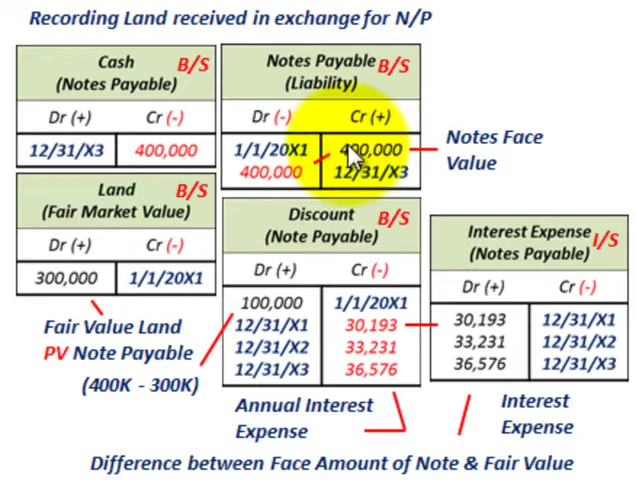 Recording Land received in exchange for N/P
Cash B/S
(Notes Payable)
Dr (+) Cr (-)
12/31/X3 400,000
Notes Payable B/S
(Liability)
Dr (-) Cr (+)
1/1/20X1 400,000
400,000 12/31/X3
Notes Face
Value
Land B/S
(Fair Market Value)
Dr (+) Cr (-)
300,000 1/1/20X1
Discount B/S
(Note Payable)
Dr (+) Cr (-)
100,000 1/1/20X1
12/31/X1 30,193
12/31/X2 33,231
12/31/X3 36,576
Interest Expense I/S
(Notes Payable)
Dr (+) Cr (-)
30,193 12/31/X1
33,231 12/31/X2
36,576 12/31/X3
Fair Value Land
PV Note Payable
(400K - 300K)
Annual Interest
Expense
Interest
Expense
Difference between Face Amount of Note & Fair Value